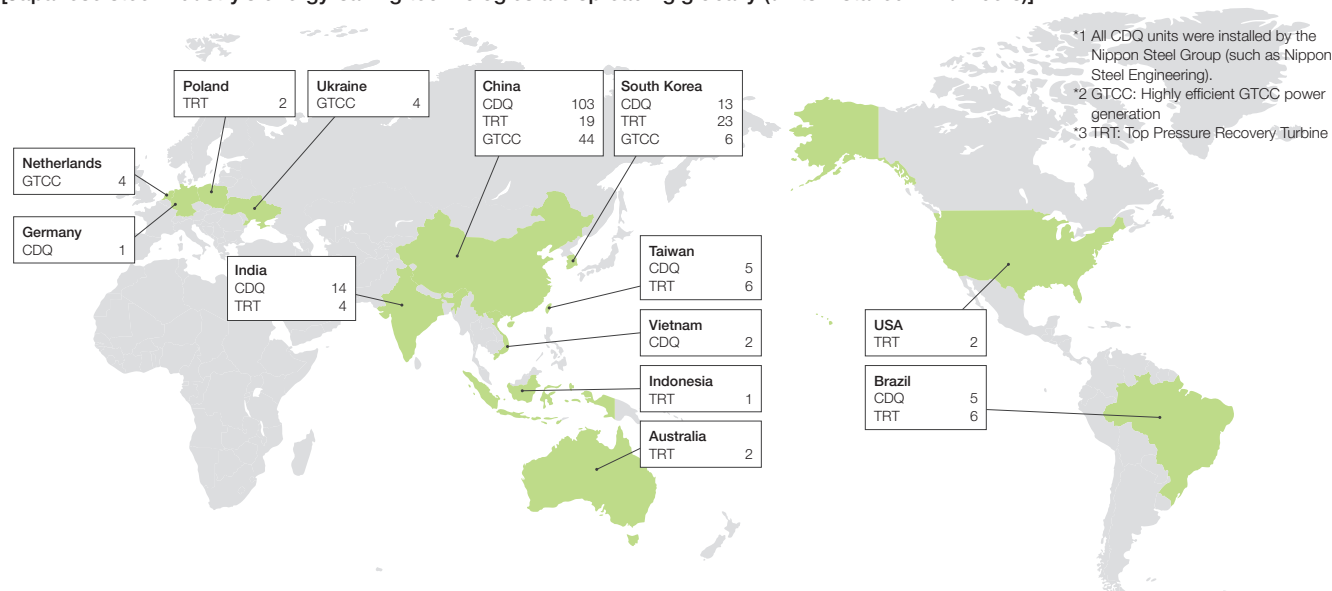 *1 All CDQ units were installed by the
Nippon Steel Group (such as Nippon
Steel Engineering).
*2 GTCC: Highly efficient GTCC power
generation
*3 TRT: Top Pressure Recovery Turbine
Poland
TRT 2
Ukraine
GTCC 4
China
CDQ 103
TRT 19
GTCC 44
South Korea
CDQ 13
TRT 23
GTCC 6
Netherlands
GTCC 4
Germany
CDQ 1
India
CDQ 14
TRT 4
Taiwan
CDQ 5
TRT 6
Vietnam
CDQ 2
Indonesia
TRT 1
Australia
TRT 2
USA
TRT 2
Brazil
CDQ 5
TRT 6